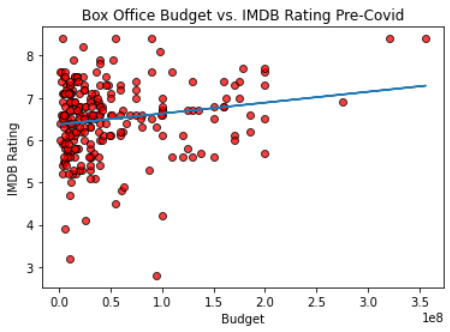 Box Office Budget vs. IMDB Rating Pre-Covid
IMDB Rating
8
7
6
5
4
3
0.0 0.5 1.0 1.5 2.0 2.5 3.0 3.5
1e8
Budget